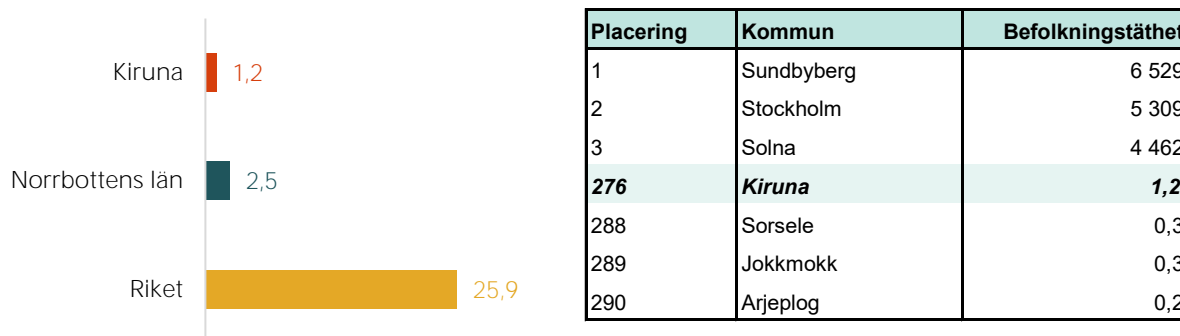 Kiruna 1,2
Norrbottens län 2,5
Riket 25,9
Placering Kommun Befolkningstäthet
1 Sundbyberg 6 529
2 Stockholm 5 309
3 Solna 4 462
276 Kiruna 1,2
288 Sorsele 0,3
289 Jokkmokk 0,3
290 Arjeplog 0,2